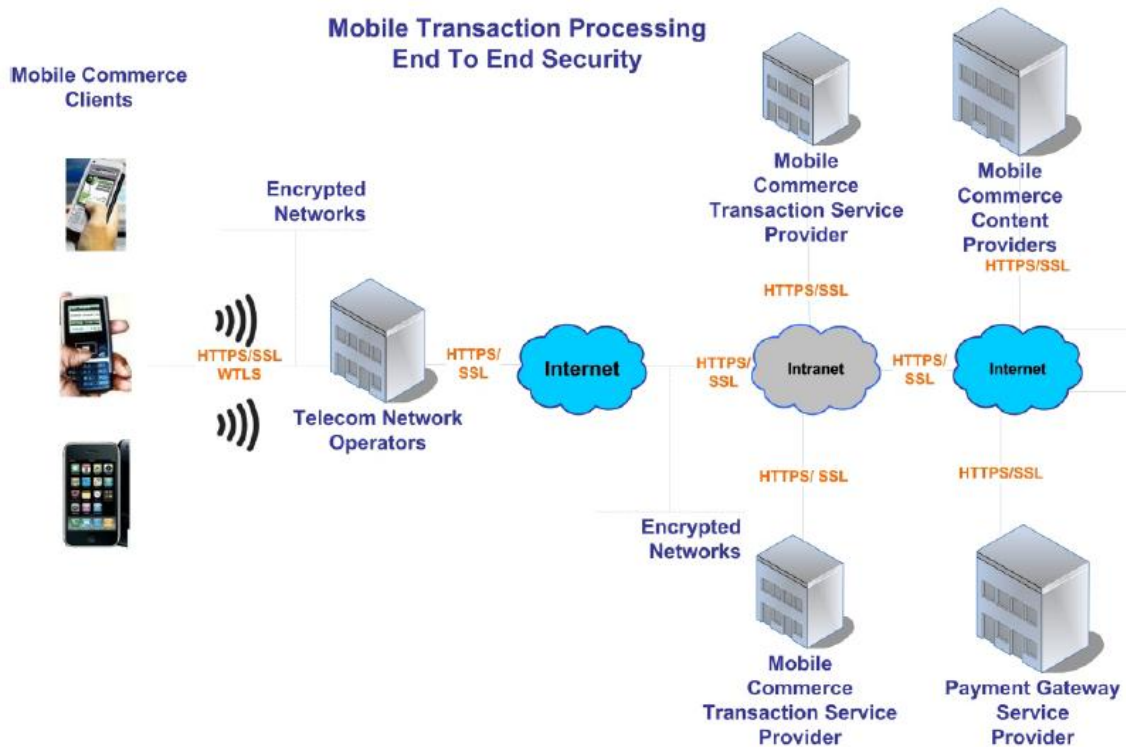 Mobile Transaction Processing
End To End Security
Mobile Commerce
Clients
Encrypted
Networks
HTTPS/SSL
WTLS
Telecom Network
Operators
HTTPS/
SSL
Internet
Encrypted
Networks
HTTPS/
SSL
Mobile
Commerce
Transaction Service
Provider
HTTPS/SSL
Intranet
HTTPS/ SSL
Mobile
Commerce
Transaction Service
Provider
HTTPS/
SSL
Mobile
Commerce
Content
Providers
HTTPS/SSL
Internet
HTTPS/SSL
Payment Gateway
Service
Provider